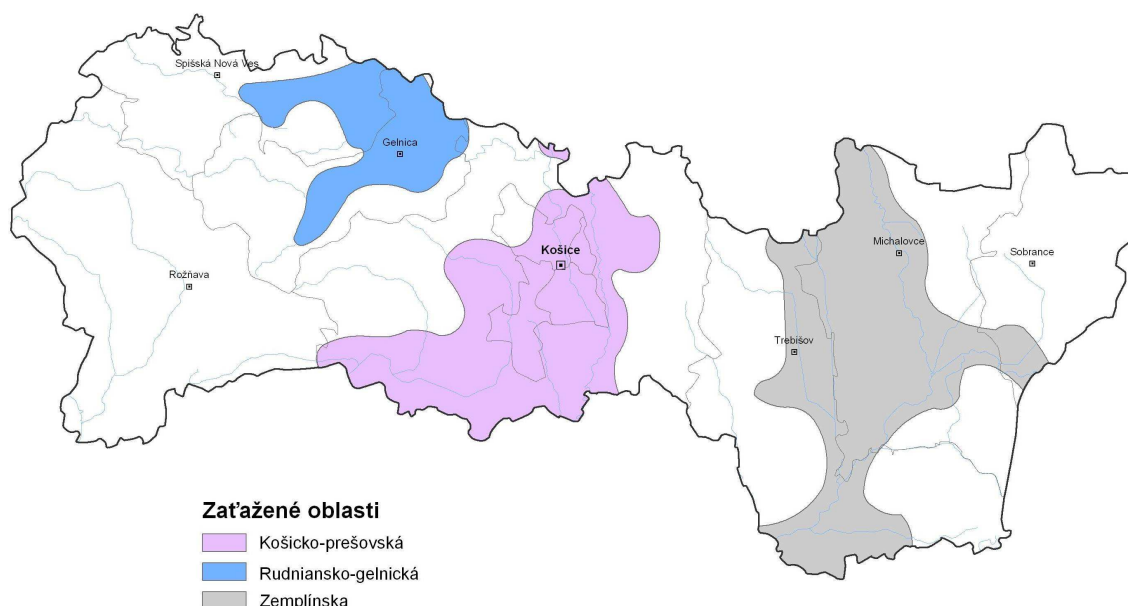 Spišská Nová Ves
Gelnica
Košice
Michalovce
Sobrance
Rožňava
Trebišov
Zaťažené oblasti
Košicko-prešovská
Rudniansko-gelnická
Zemplínska